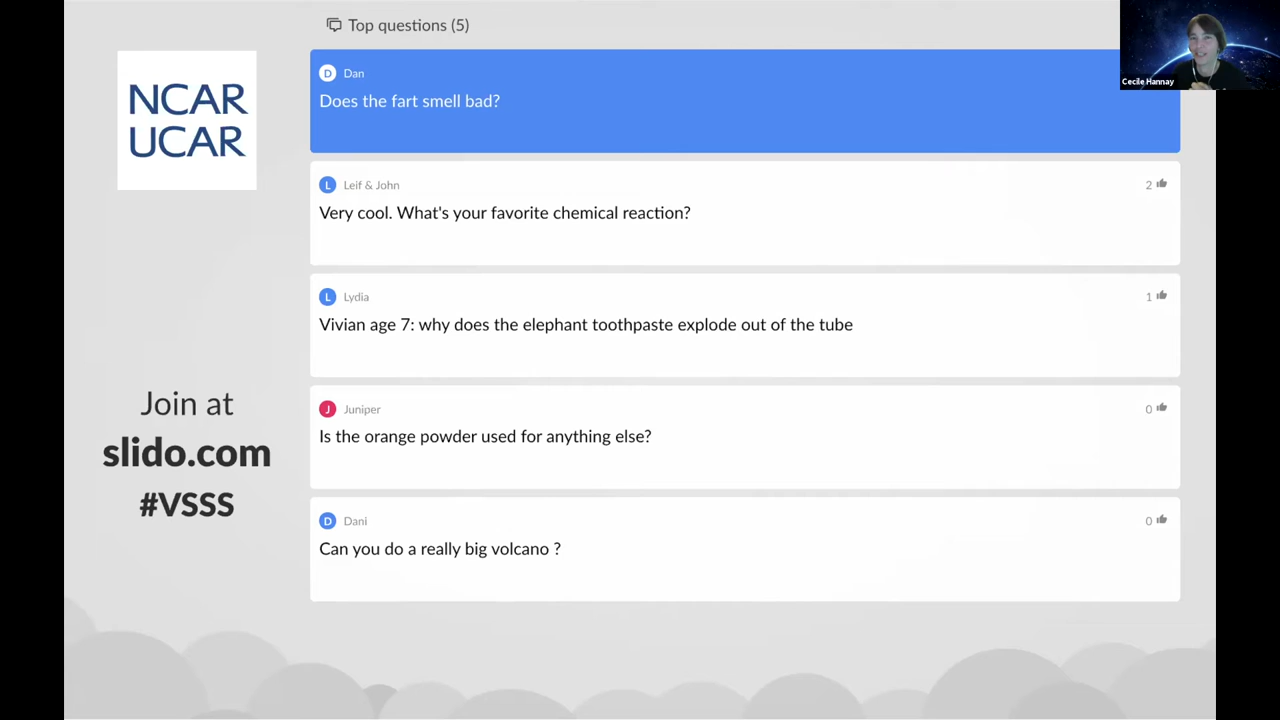 Top questions (5)
NCAR
UCAR
D Dan
Does the fart smell bad?
Cecile Hannay
L Leif & John
2
Very cool. What's your favorite chemical reaction?
L Lydia
1
Vivian age 7: why does the elephant toothpaste explode out of the tube
J Juniper
0
Is the orange powder used for anything else?
D Dani
0
Can you do a really big volcano ?
Join at
slido.com
#VSSS